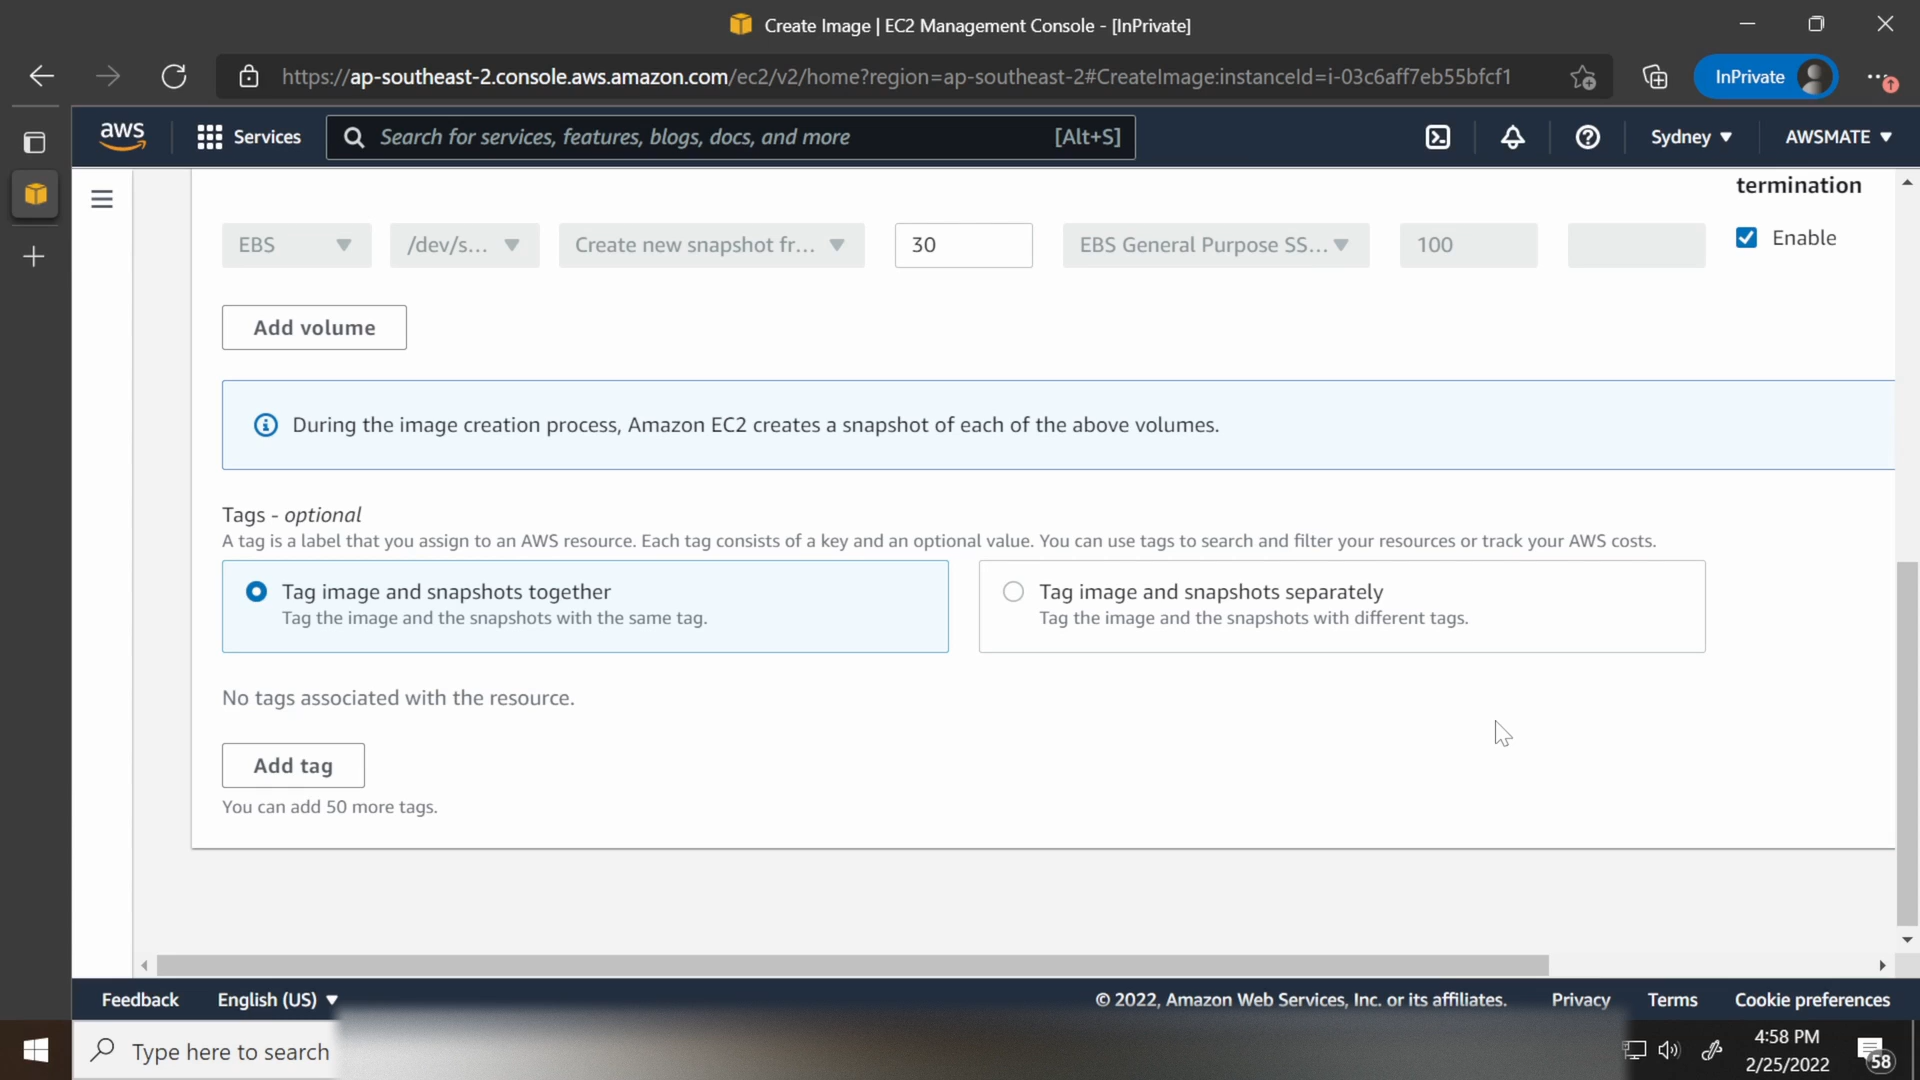 Create Image | EC2 Management Console - [InPrivate]
https://ap-southeast-2.console.aws.amazon.com/ec2/v2/home?region=ap-southeast-2#CreateImage:instanceId=i-03c6aff7eb55bfcf1
InPrivate
aws
Services
Search for services, features, blogs, docs, and more
[Alt+S]
Sydney
AWSMATE
termination
EBS
/dev/s...
Create new snapshot fr...
30
EBS General Purpose SS...
100
Enable
Add volume
During the image creation process, Amazon EC2 creates a snapshot of each of the above volumes.
Tags - optional
A tag is a label that you assign to an AWS resource. Each tag consists of a key and an optional value. You can use tags to search and filter your resources or track your AWS costs.
Tag image and snapshots together
Tag the image and the snapshots with the same tag.
Tag image and snapshots separately
Tag the image and the snapshots with different tags.
No tags associated with the resource.
Add tag
You can add 50 more tags.
Feedback
English (US)
© 2022, Amazon Web Services, Inc. or its affiliates.
Privacy
Terms
Cookie preferences
Type here to search
4:58 PM
2/25/2022
58